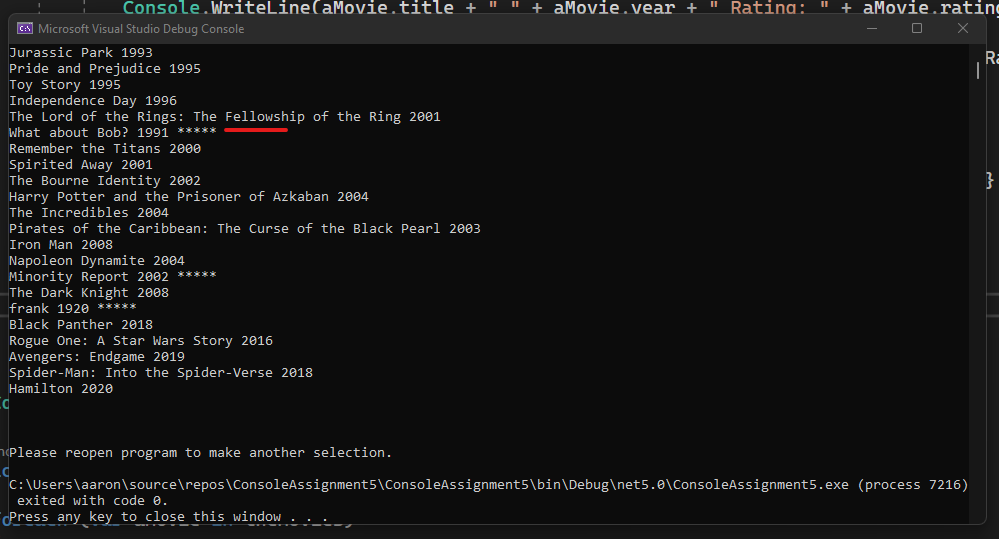 Console.WriteLine(aMovie.title + " " + aMovie.year + " Rating: " + aMovie.rating
Microsoft Visual Studio Debug Console
Jurassic Park 1993
Pride and Prejudice 1995
Toy Story 1995
Independence Day 1996
The Lord of the Rings: The Fellowship of the Ring 2001
What about Bob? 1991 *****
Remember the Titans 2000
Spirited Away 2001
The Bourne Identity 2002
Harry Potter and the Prisoner of Azkaban 2004
The Incredibles 2004
Pirates of the Caribbean: The Curse of the Black Pearl 2003
Iron Man 2008
Napoleon Dynamite 2004
Minority Report 2002 *****
The Dark Knight 2008
frank 1920 *****
Black Panther 2018
Rogue One: A Star Wars Story 2016
Avengers: Endgame 2019
Spider-Man: Into the Spider-Verse 2018
Hamilton 2020
Please reopen program to make another selection.
C:\Users\aaron\source\repos\ConsoleAssignment5\ConsoleAssignment5\bin\Debug\net5.0\ConsoleAssignment5.exe (process 7216)
exited with code 0.
Press any key to close this window . . .